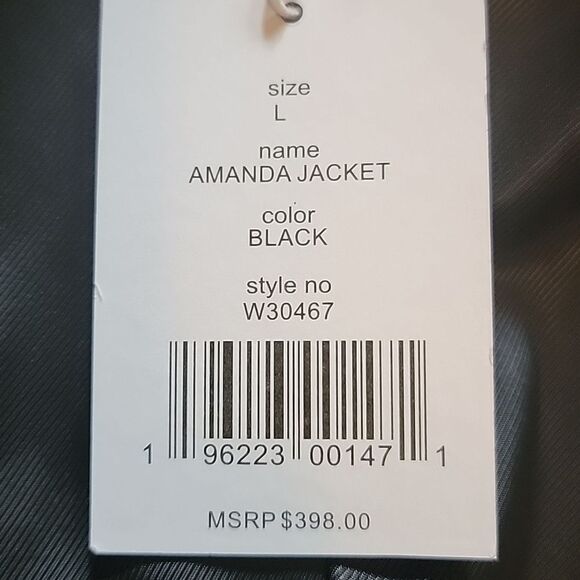 size
L
name
AMANDA JACKET
color
BLACK
style no
W30467
1 96223 00147 1
MSRP $398.00